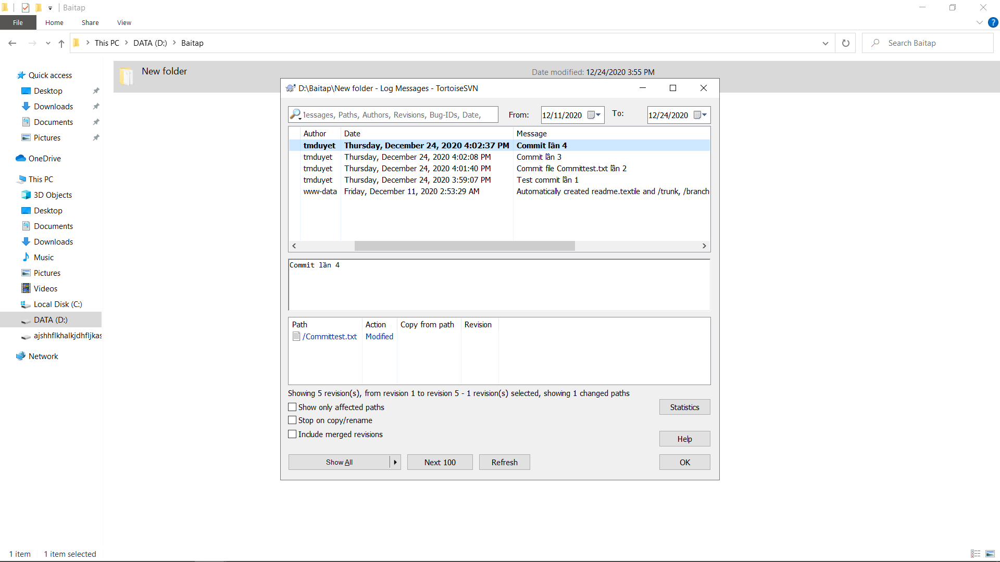 Baitap
File Home Share View
This PC DATA (D:) Baitap
Search Baitap
Quick access
Desktop
Downloads
Documents
Pictures
OneDrive
This PC
3D Objects
Desktop
Documents
Downloads
Music
Pictures
Videos
Local Disk (C:)
DATA (D:)
ajshhflkhalkjdhfljkas
Network
New folder
Date modified: 12/24/2020 3:55 PM
D:\Baitap\New folder - Log Messages - TortoiseSVN
Messages, Paths, Authors, Revisions, Bug-IDs, Date, From: 12/11/2020 To: 12/24/2020
Author Date Message
tmduyet Thursday, December 24, 2020 4:02:37 PM Commit lần 4
tmduyet Thursday, December 24, 2020 4:02:08 PM Commit lần 3
tmduyet Thursday, December 24, 2020 4:01:40 PM Commit file Committest.txt lần 2
tmduyet Thursday, December 24, 2020 3:59:07 PM Test commit lần 1
www-data Friday, December 11, 2020 2:53:29 AM Automatically created readme.textile and /trunk, /branch
Commit lần 4
Path Action Copy from path Revision
/Committest.txt Modified
Showing 5 revision(s), from revision 1 to revision 5 - 1 revision(s) selected, showing 1 changed paths
Show only affected paths
Statistics
Stop on copy/rename
Include merged revisions
Help
Show All Next 100 Refresh OK
1 item 1 item selected